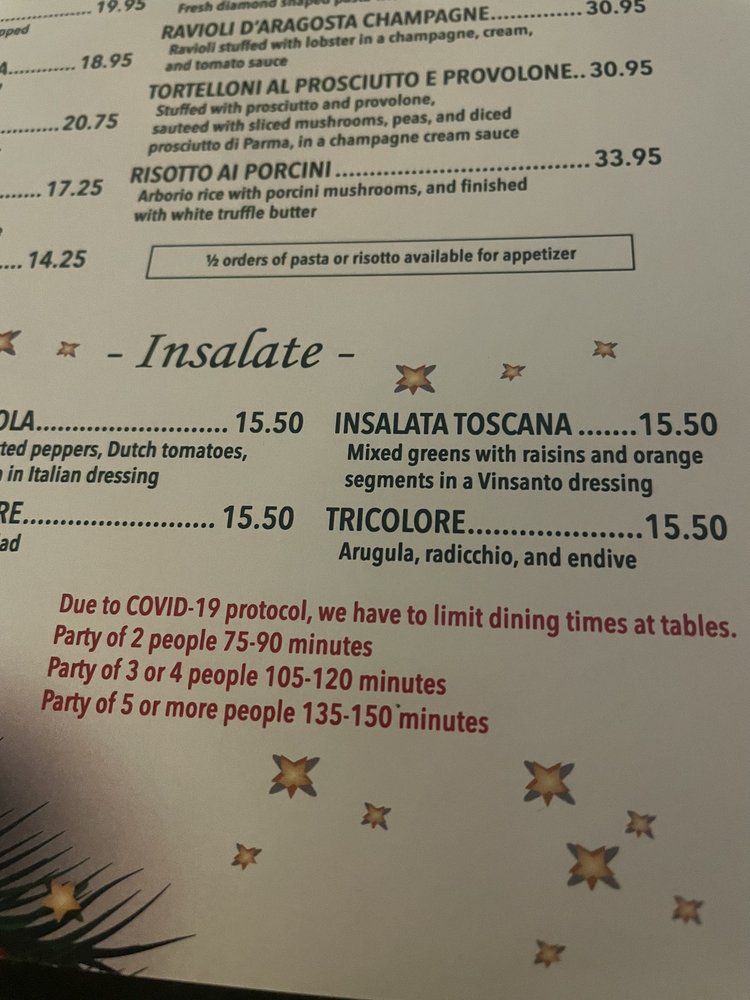 19.95
Fresh diamond shaped
pped
RAVIOLI D'ARAGOSTA CHAMPAGNE.............. 30.95
Ravioli stuffed with lobster in a champagne, cream,
and tomato sauce
A............ 18.95
TORTELLONI AL PROSCIUTTO E PROVOLONE.. 30.95
Stuffed with prosciutto and provolone,
sauteed with sliced mushrooms, peas, and diced
prosciutto di Parma, in a champagne cream sauce
........... 20.75
RISOTTO AI PORCINI ....................................... 33.95
Arborio rice with porcini mushrooms, and finished
with white truffle butter
....... 17.25
.... 14.25
½ orders of pasta or risotto available for appetizer
- Insalate -
OLA............................ 15.50
ted peppers, Dutch tomatoes,
in Italian dressing
RE............................ 15.50
ad
INSALATA TOSCANA .......15.50
Mixed greens with raisins and orange
segments in a Vinsanto dressing
TRICOLORE.....................15.50
Arugula, radicchio, and endive
Due to COVID-19 protocol, we have to limit dining times at tables.
Party of 2 people 75-90 minutes
Party of 3 or 4 people 105-120 minutes
Party of 5 or more people 135-150 minutes